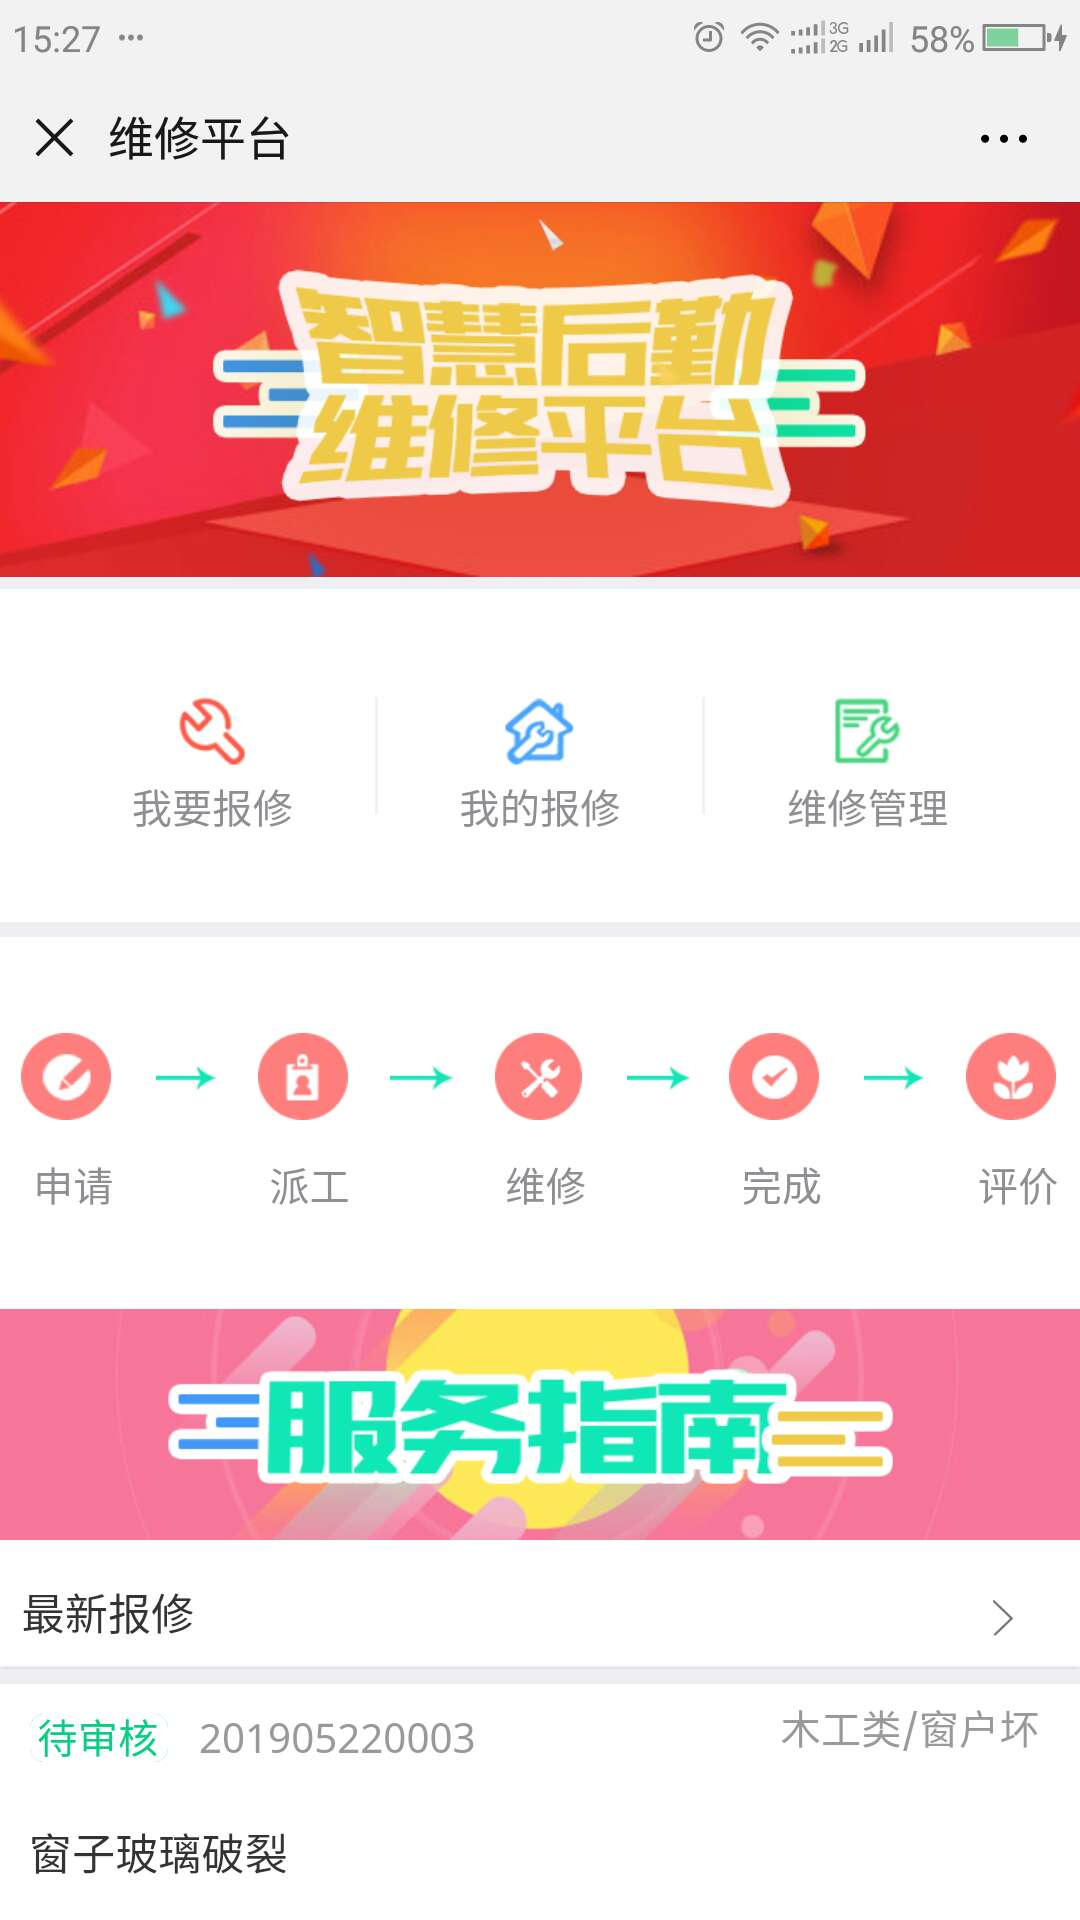 15:27 ··· 3G 2G 58%
维修平台 ···
智慧后勤
维修平台
我要报修 我的报修 维修管理
申请 派工 维修 完成 评价
服务指南
最新报修
待审核 201905220003 木工类/窗户坏
窗子玻璃破裂